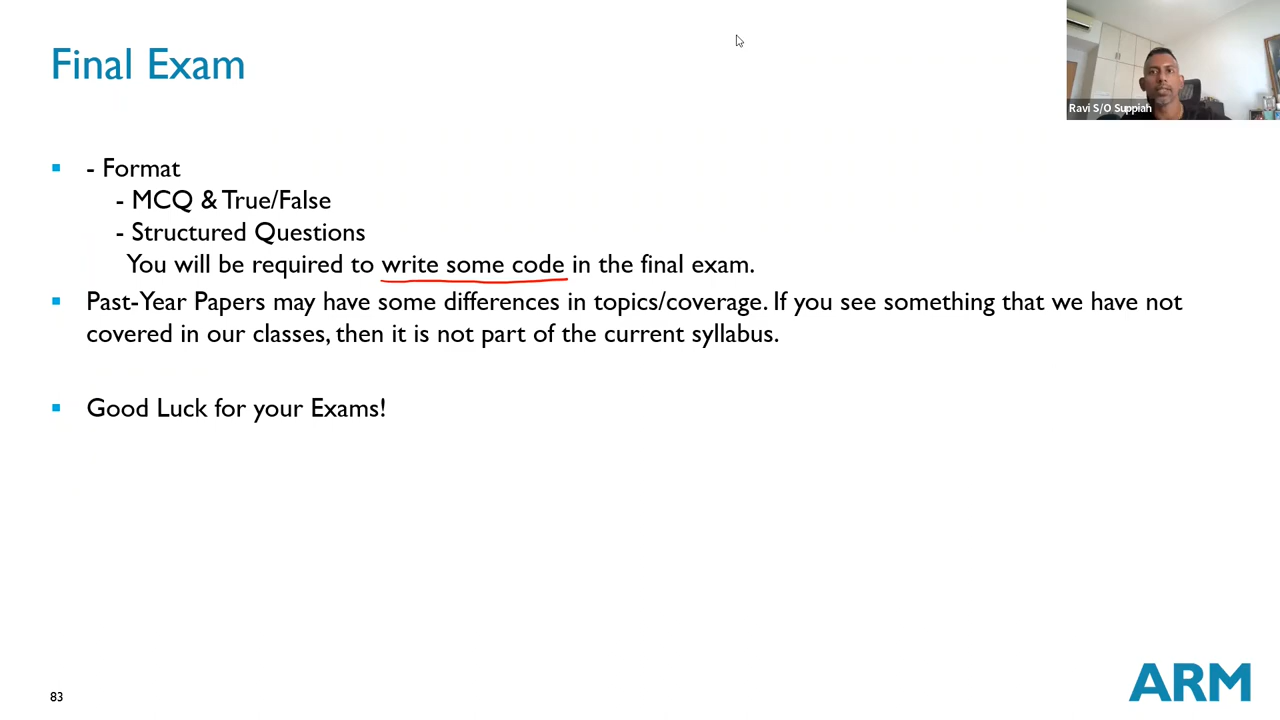 Final Exam
Ravi S/O Suppiah
▪ - Format
- MCQ & True/False
- Structured Questions
You will be required to write some code in the final exam.
▪ Past-Year Papers may have some differences in topics/coverage. If you see something that we have not
covered in our classes, then it is not part of the current syllabus.
▪ Good Luck for your Exams!
83
ARM